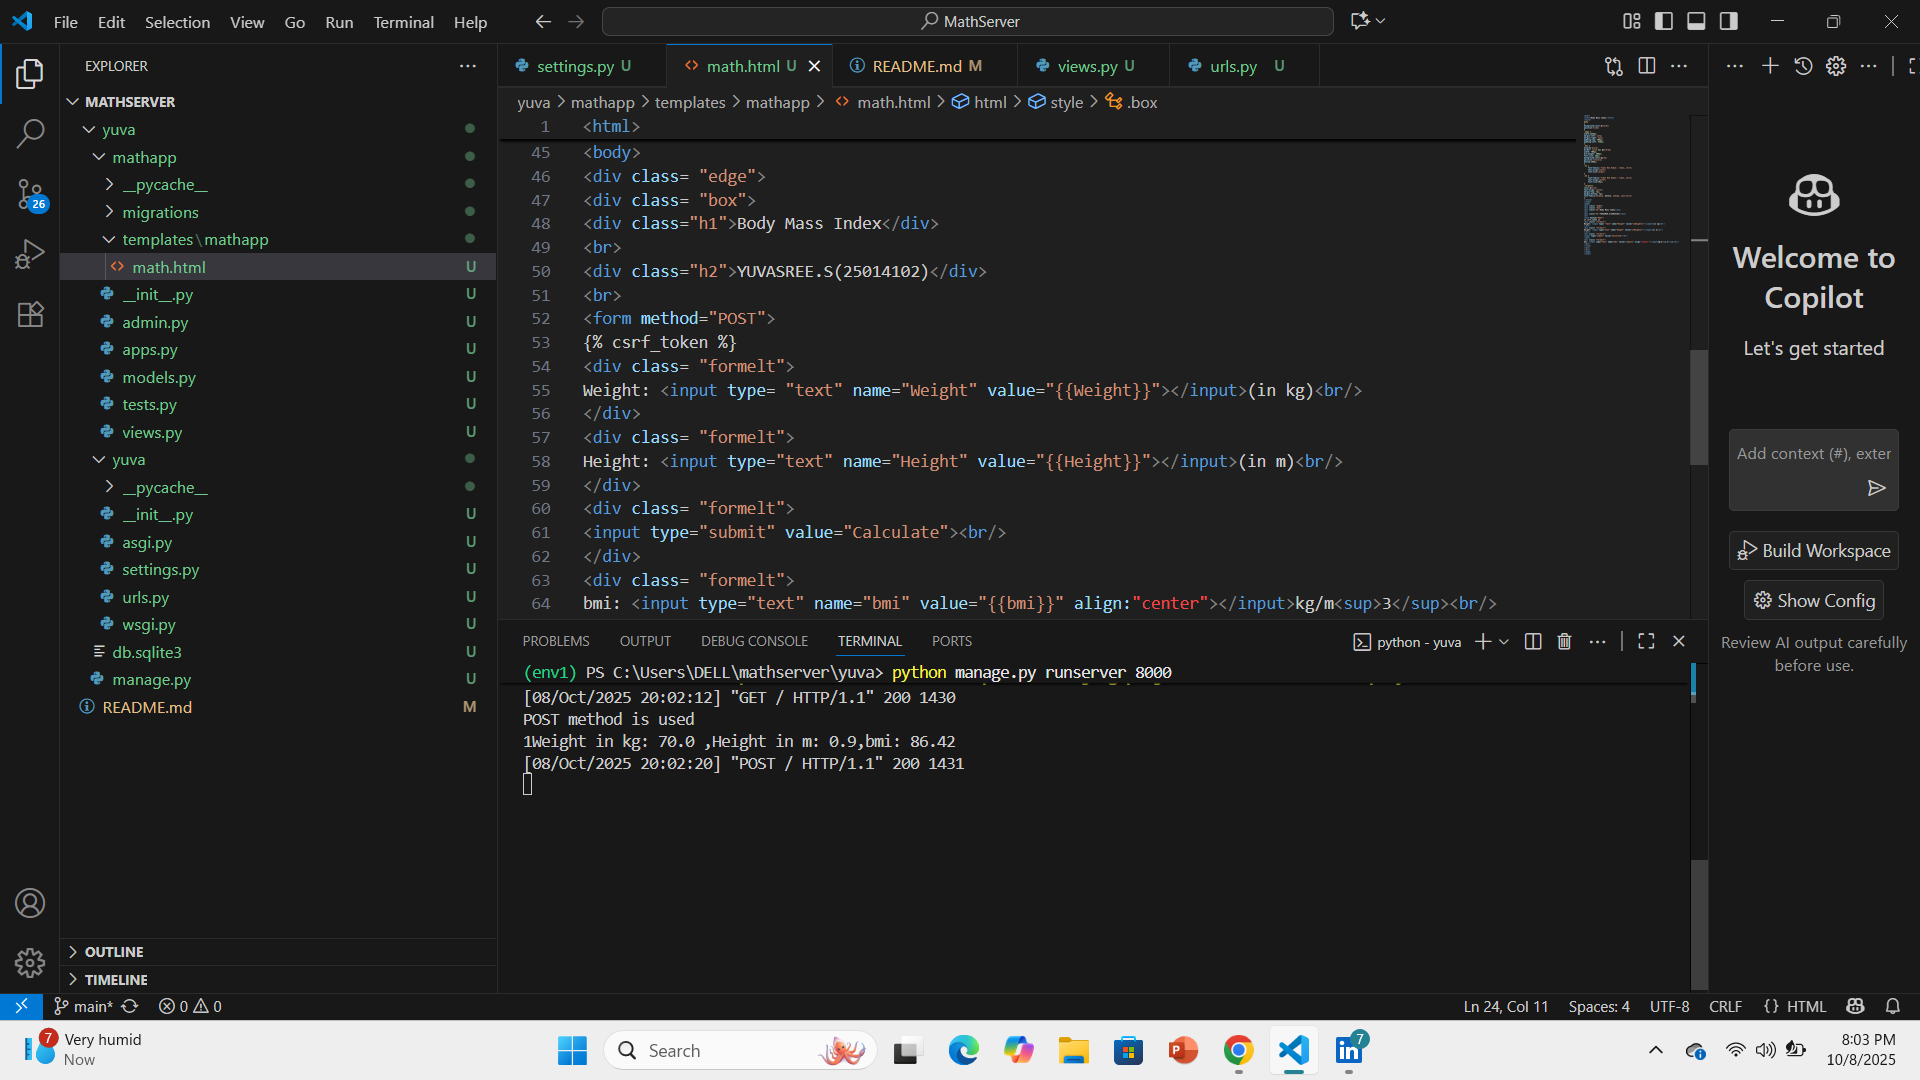 File Edit Selection View Go Run Terminal Help
MathServer
EXPLORER
MATHSERVER
yuva
mathapp
__pycache__
migrations
templates\mathapp
math.html U
__init__.py U
admin.py U
apps.py U
models.py U
tests.py U
views.py U
yuva
__pycache__
__init__.py U
asgi.py U
settings.py U
urls.py U
wsgi.py U
db.sqlite3 U
manage.py U
README.md M
OUTLINE
TIMELINE
26
settings.py U
math.html U
README.md M
views.py U
urls.py U
yuva > mathapp > templates > mathapp > math.html > html > style > .box
1 <html>
45 <body>
46 <div class= "edge">
47 <div class= "box">
48 <div class="h1">Body Mass Index</div>
49 <br>
50 <div class="h2">YUVASREE.S(25014102)</div>
51 <br>
52 <form method="POST">
53 {% csrf_token %}
54 <div class= "formelt">
55 Weight: <input type= "text" name="Weight" value="{{Weight}}"></input>(in kg)<br/>
56 </div>
57 <div class= "formelt">
58 Height: <input type="text" name="Height" value="{{Height}}"></input>(in m)<br/>
59 </div>
60 <div class= "formelt">
61 <input type="submit" value="Calculate"><br/>
62 </div>
63 <div class= "formelt">
64 bmi: <input type="text" name="bmi" value="{{bmi}}" align:"center"></input>kg/m<sup>3</sup><br/>
PROBLEMS OUTPUT DEBUG CONSOLE TERMINAL PORTS
python - yuva
(env1) PS C:\Users\DELL\mathserver\yuva> python manage.py runserver 8000
[08/Oct/2025 20:02:12] "GET / HTTP/1.1" 200 1430
POST method is used
1Weight in kg: 70.0 ,Height in m: 0.9,bmi: 86.42
[08/Oct/2025 20:02:20] "POST / HTTP/1.1" 200 1431
Welcome to
Copilot
Let's get started
Add context (#), exter
Build Workspace
Show Config
Review AI output carefully
before use.
main* 0 0
Ln 24, Col 11 Spaces: 4 UTF-8 CRLF {} HTML
7
Very humid
Now
Search
7
8:03 PM
10/8/2025